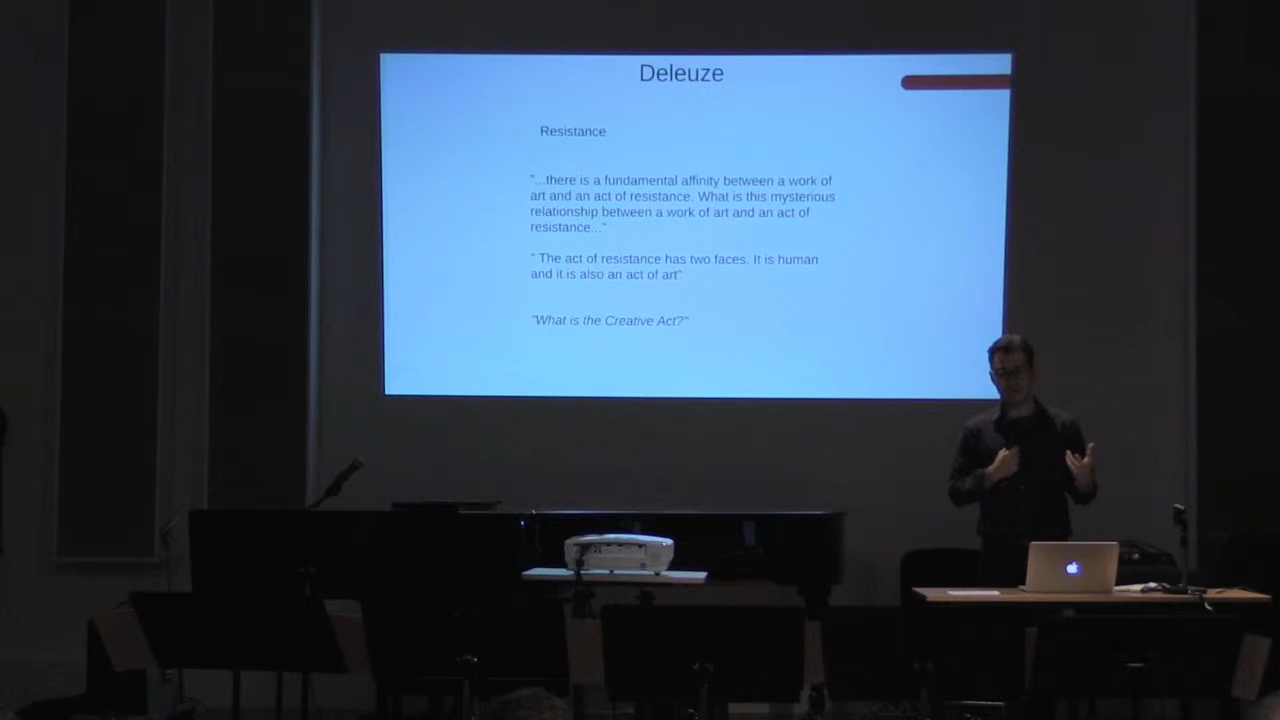 Deleuze
Resistance
"...there is a fundamental affinity between a work of
art and an act of resistance. What is this mysterious
relationship between a work of art and an act of
resistance..."
" The act of resistance has two faces. It is human
and it is also an act of art"
"What is the Creative Act?"